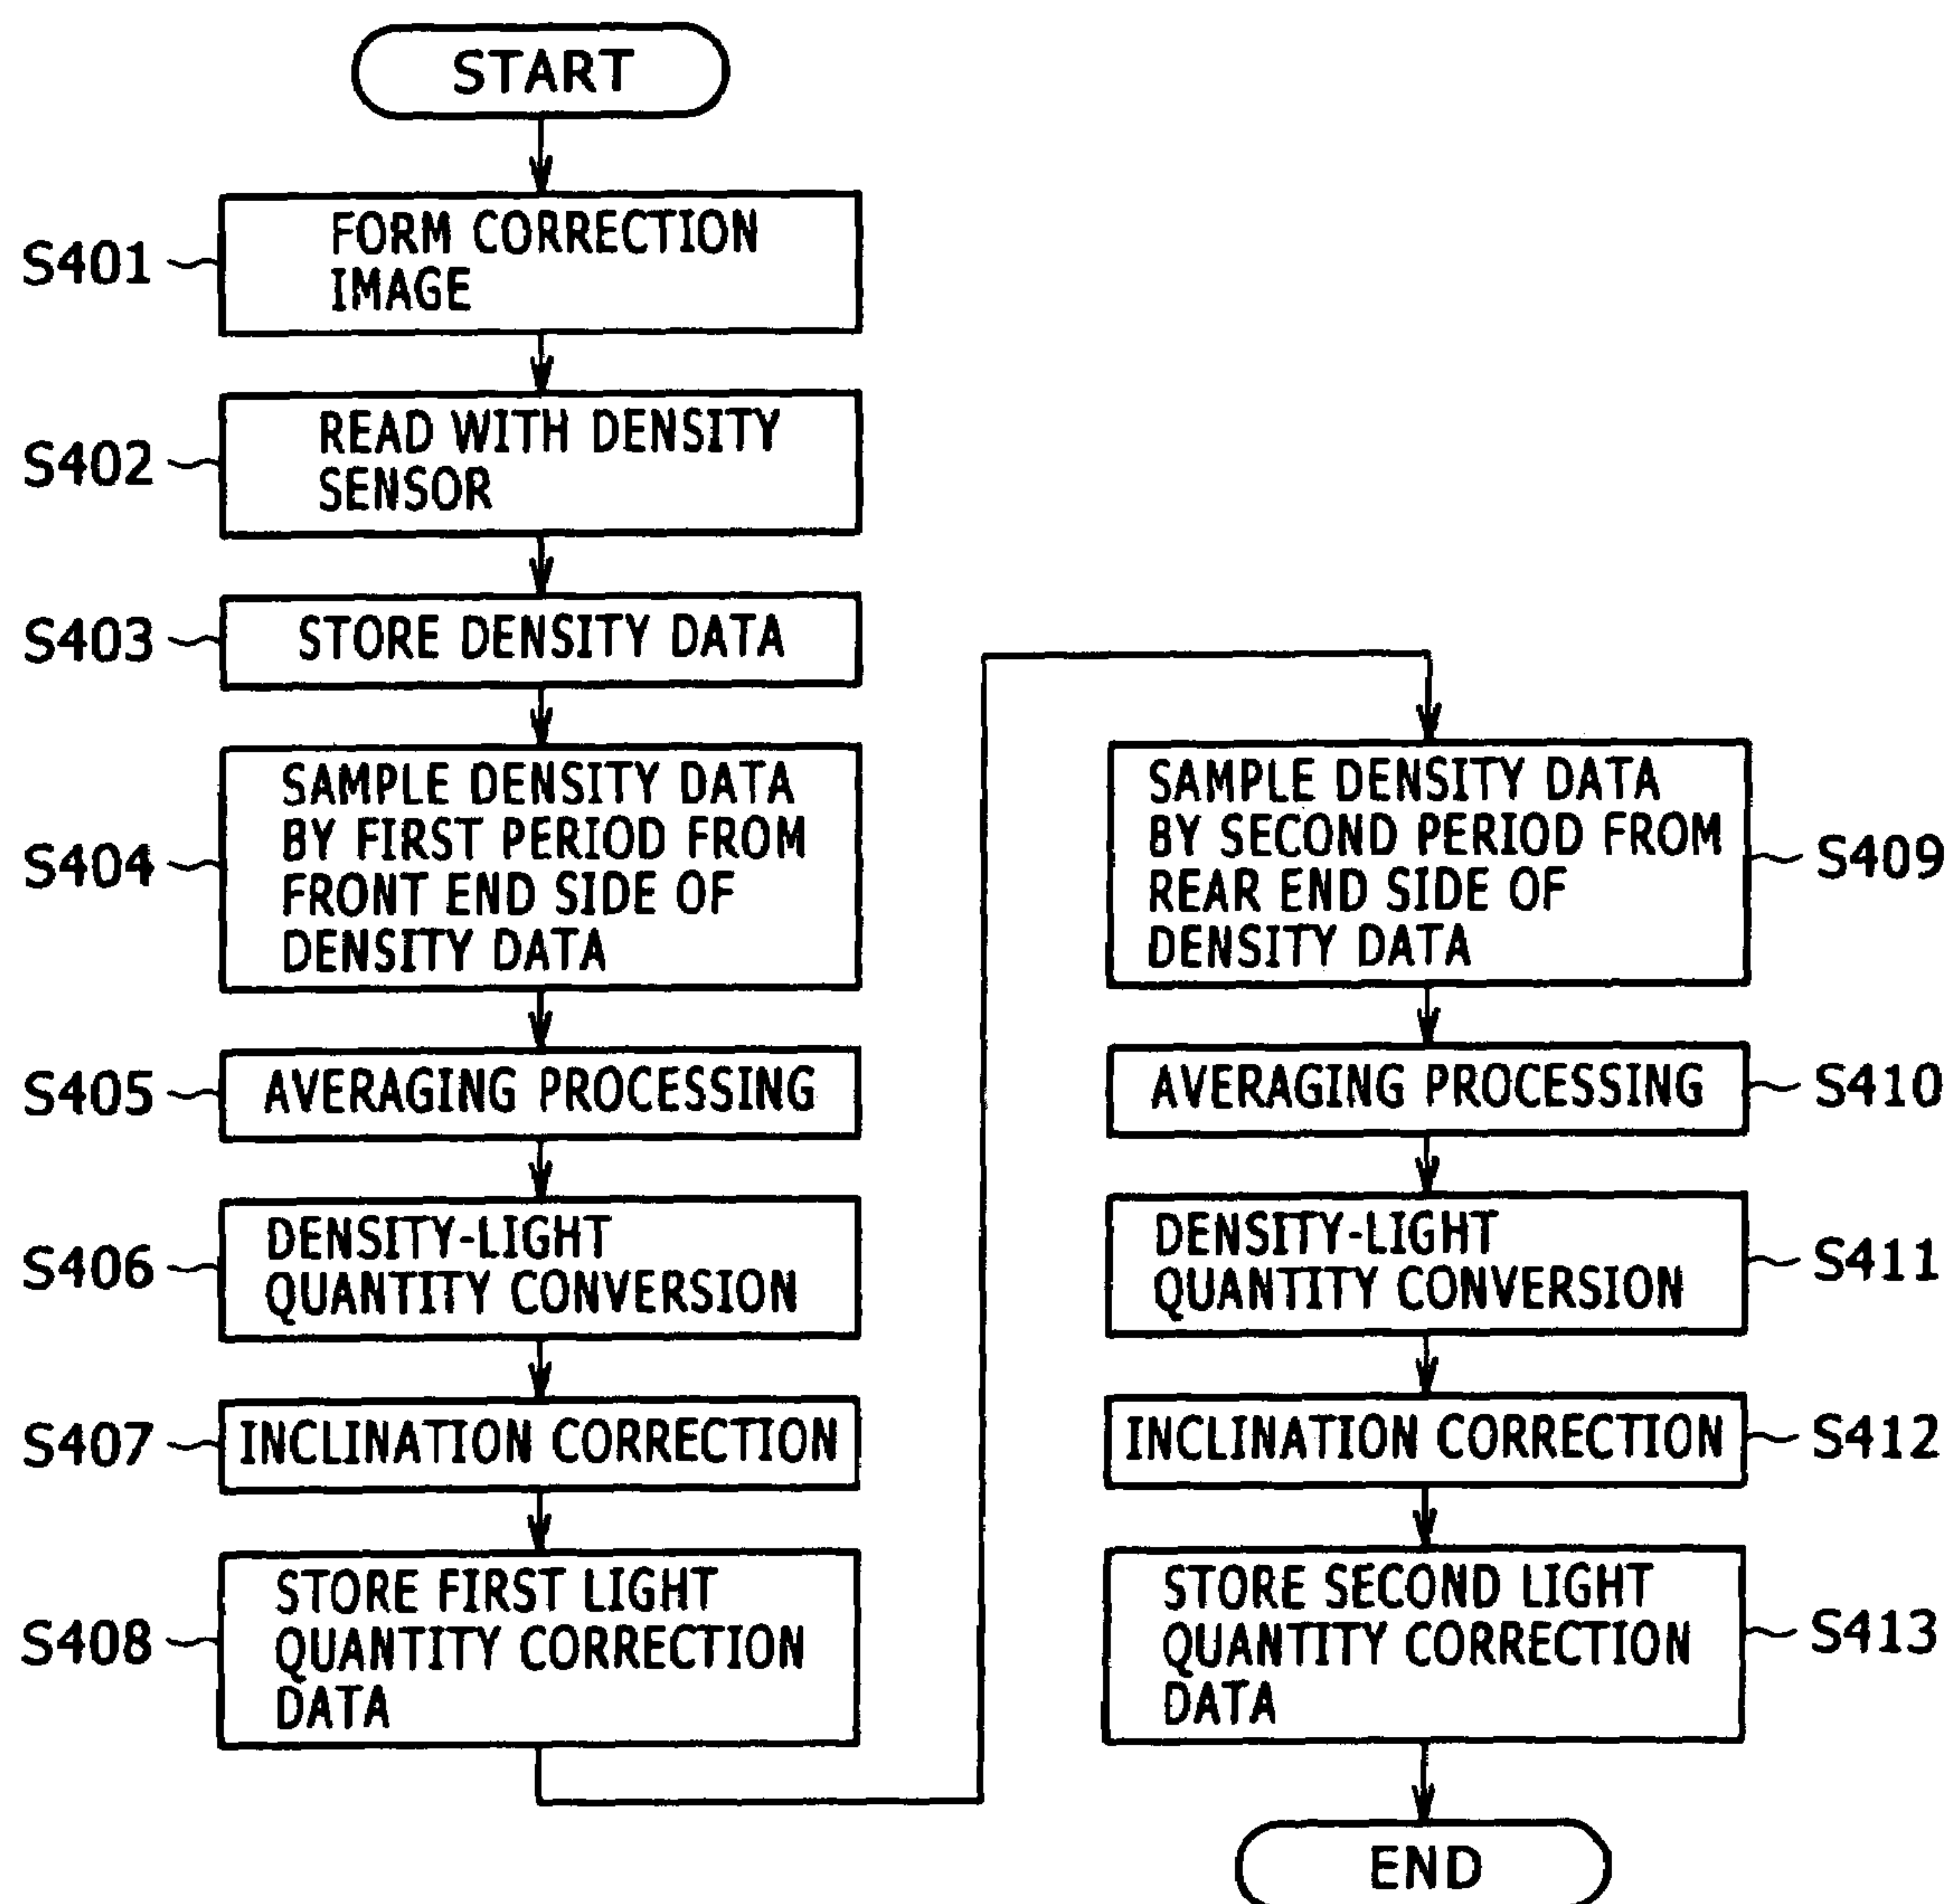 START
S401
FORM CORRECTION
IMAGE
S402
READ WITH DENSITY
SENSOR
S403
STORE DENSITY DATA
S404
SAMPLE DENSITY DATA
BY FIRST PERIOD FROM
FRONT END SIDE OF
DENSITY DATA
S405
AVERAGING PROCESSING
S406
DENSITY-LIGHT
QUANTITY CONVERSION
S407
INCLINATION CORRECTION
S408
STORE FIRST LIGHT
QUANTITY CORRECTION
DATA
SAMPLE DENSITY DATA
BY SECOND PERIOD FROM
REAR END SIDE OF
DENSITY DATA
S409
AVERAGING PROCESSING
S410
DENSITY-LIGHT
QUANTITY CONVERSION
S411
INCLINATION CORRECTION
S412
STORE SECOND LIGHT
QUANTITY CORRECTION
DATA
S413
END